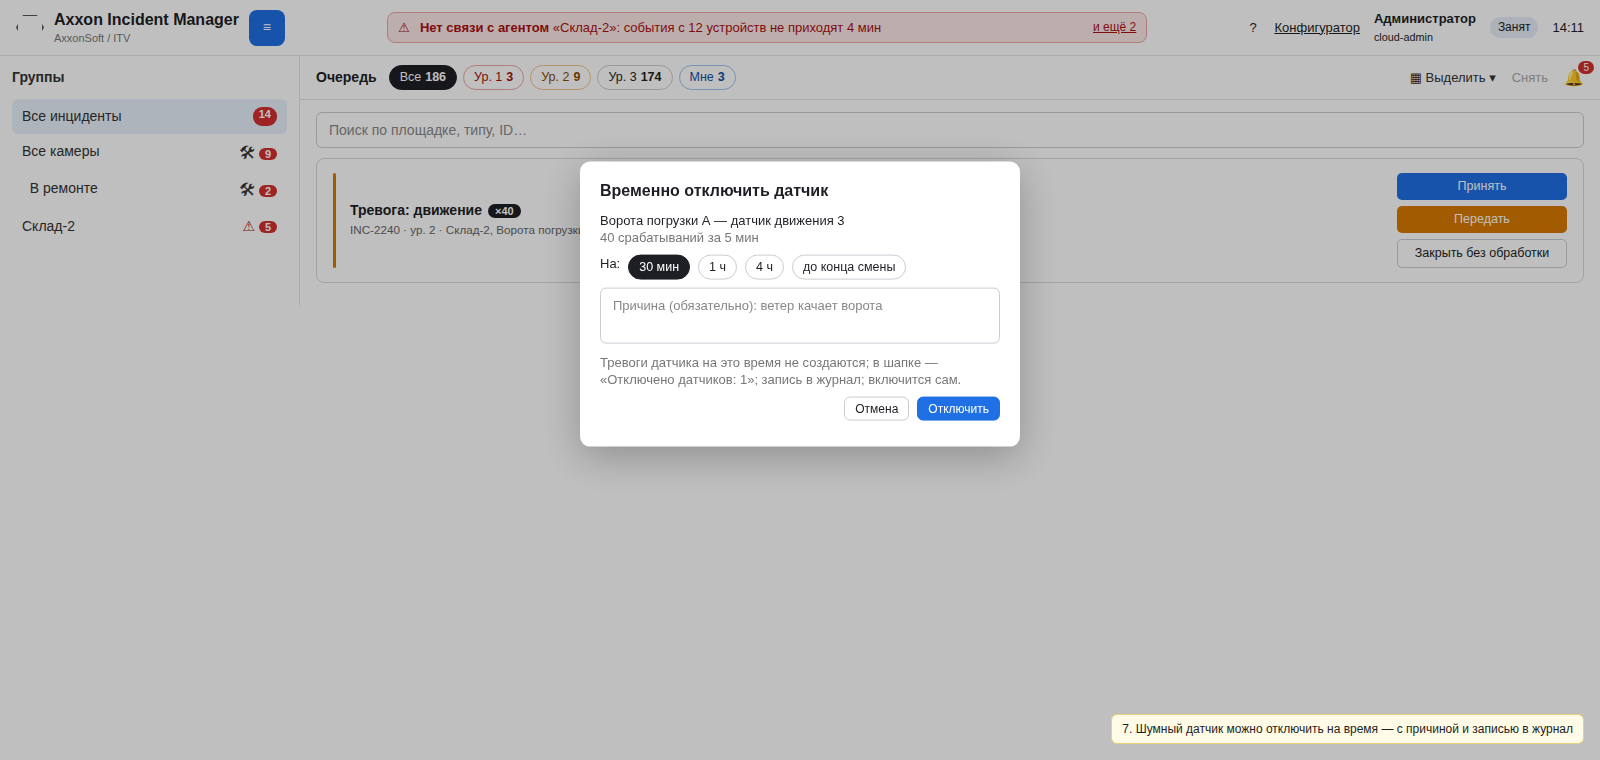 Axxon Incident Manager
AxxonSoft / ITV
≡
⚠ Нет связи с агентом «Склад-2»: события с 12 устройств не приходят 4 мин
и ещё 2
?
Конфигуратор
Администратор
cloud-admin
Занят
14:11
Группы
Все инциденты 14
Все камеры 9
В ремонте 2
Склад-2 ⚠ 5
Очередь Все 186 Ур. 1 3 Ур. 2 9 Ур. 3 174 Мне 3
▦ Выделить ▾ Снять 5
Поиск по площадке, типу, ID…
Тревога: движение ×40
INC-2240 · ур. 2 · Склад-2, Ворота погрузки
Принять
Передать
Закрыть без обработки
Временно отключить датчик
Ворота погрузки А — датчик движения 3
40 срабатываний за 5 мин
На: 30 мин 1 ч 4 ч до конца смены
Причина (обязательно): ветер качает ворота
Тревоги датчика на это время не создаются; в шапке —
«Отключено датчиков: 1»; запись в журнал; включится сам.
Отмена Отключить
7. Шумный датчик можно отключить на время — с причиной и записью в журнал